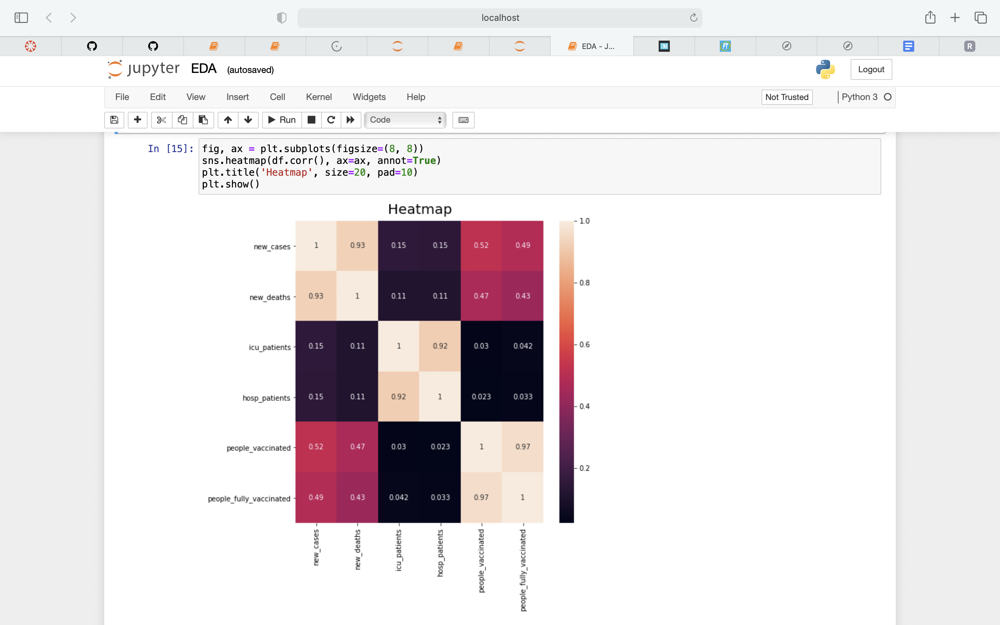 localhost
TINA
PT
EDA - J...
R
jupyter EDA (autosaved)
Logout
File Edit View Insert Cell Kernel Widgets Help
Not Trusted
Python 3
Run
Code
In [15]: fig, ax = plt.subplots(figsize=(8, 8))
sns.heatmap(df.corr(), ax=ax, annot=True)
plt.title('Heatmap', size=20, pad=10)
plt.show()
Heatmap
1.0
new_cases 1 0.93 0.15 0.15 0.52 0.49
0.8
new_deaths 0.93 1 0.11 0.11 0.47 0.43
icu_patients 0.15 0.11 1 0.92 0.03 0.042
0.6
hosp_patients 0.15 0.11 0.92 1 0.023 0.033
0.4
people_vaccinated 0.52 0.47 0.03 0.023 1 0.97
0.2
people_fully_vaccinated 0.49 0.43 0.042 0.033 0.97 1
new_cases
new_deaths
icu_patients
hosp_patients
people_vaccinated
people_fully_vaccinated